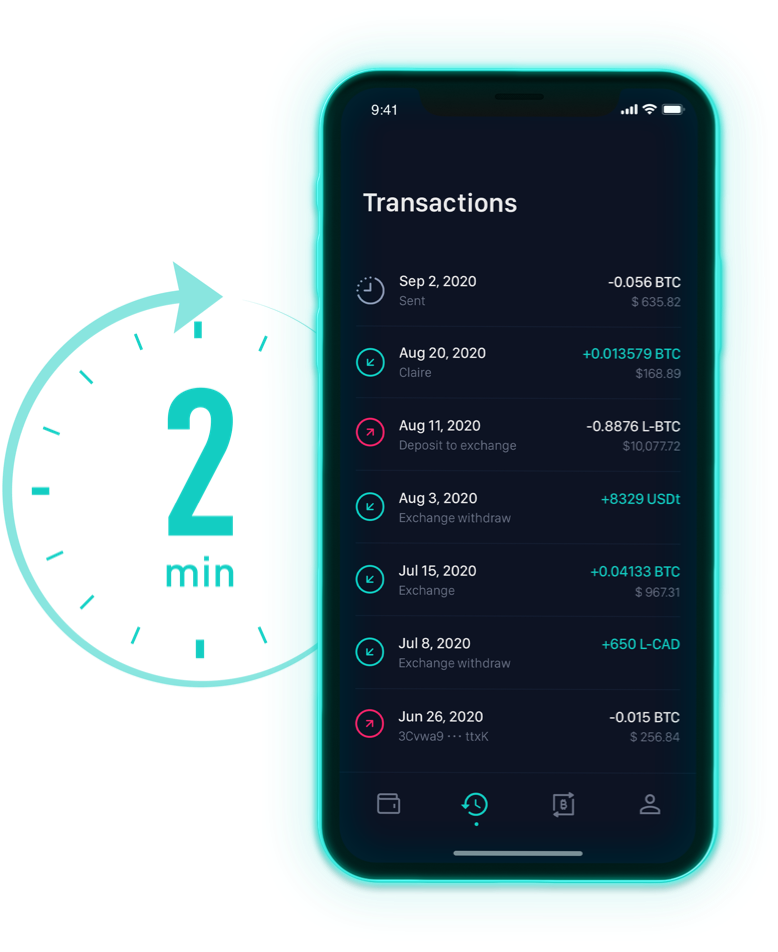 2
min
9:41
Transactions
Sep 2, 2020 -0.056 BTC
Sent $ 635.82
Aug 20, 2020 +0.013579 BTC
Claire $168.89
Aug 11, 2020 -0.8876 L-BTC
Deposit to exchange $10,077.72
Aug 3, 2020 +8329 USDt
Exchange withdraw
Jul 15, 2020 +0.04133 BTC
Exchange $ 967.31
Jul 8, 2020 +650 L-CAD
Exchange withdraw
Jun 26, 2020 -0.015 BTC
3Cvwa9 ··· ttxK $ 256.84